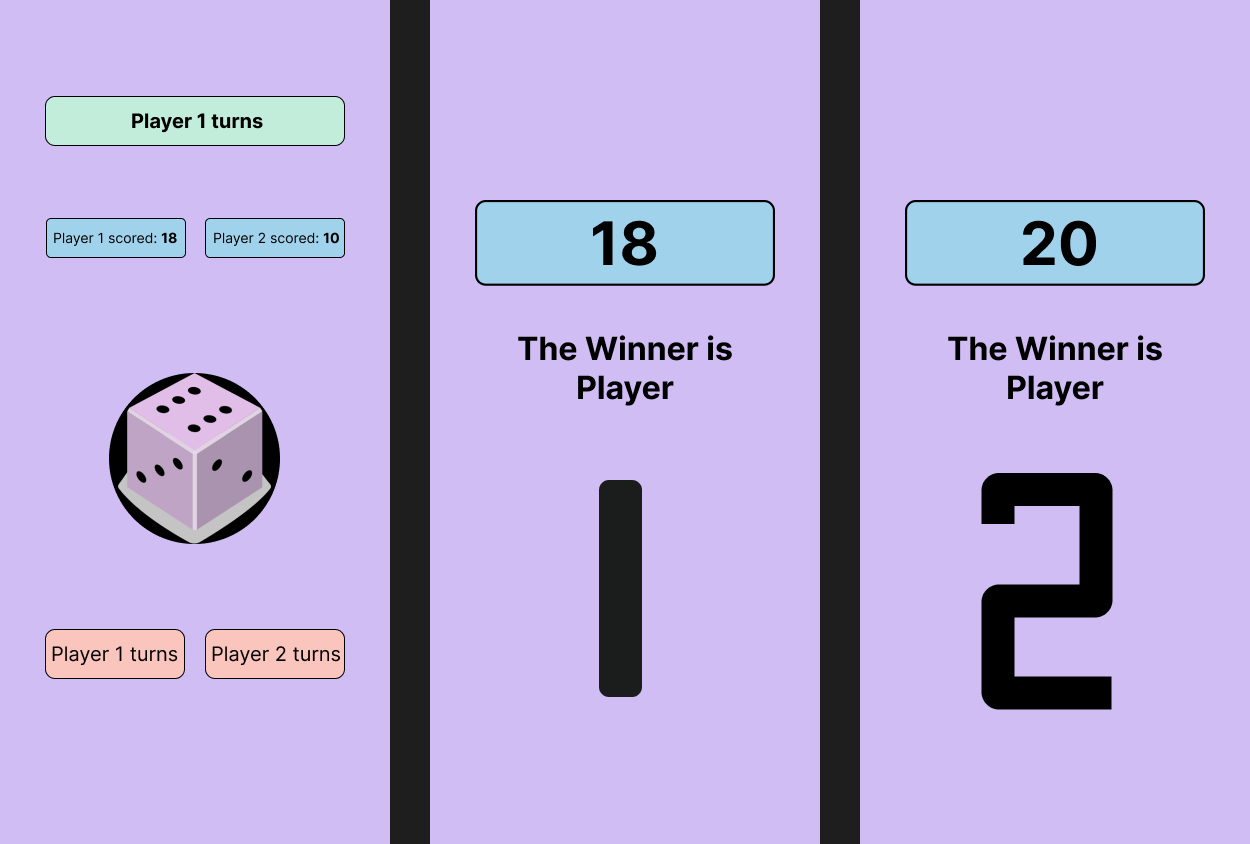 Player 1 turns
Player 1 scored: 18
Player 2 scored: 10
Player 1 turns
Player 2 turns
18
The Winner is
Player
1
20
The Winner is
Player
2